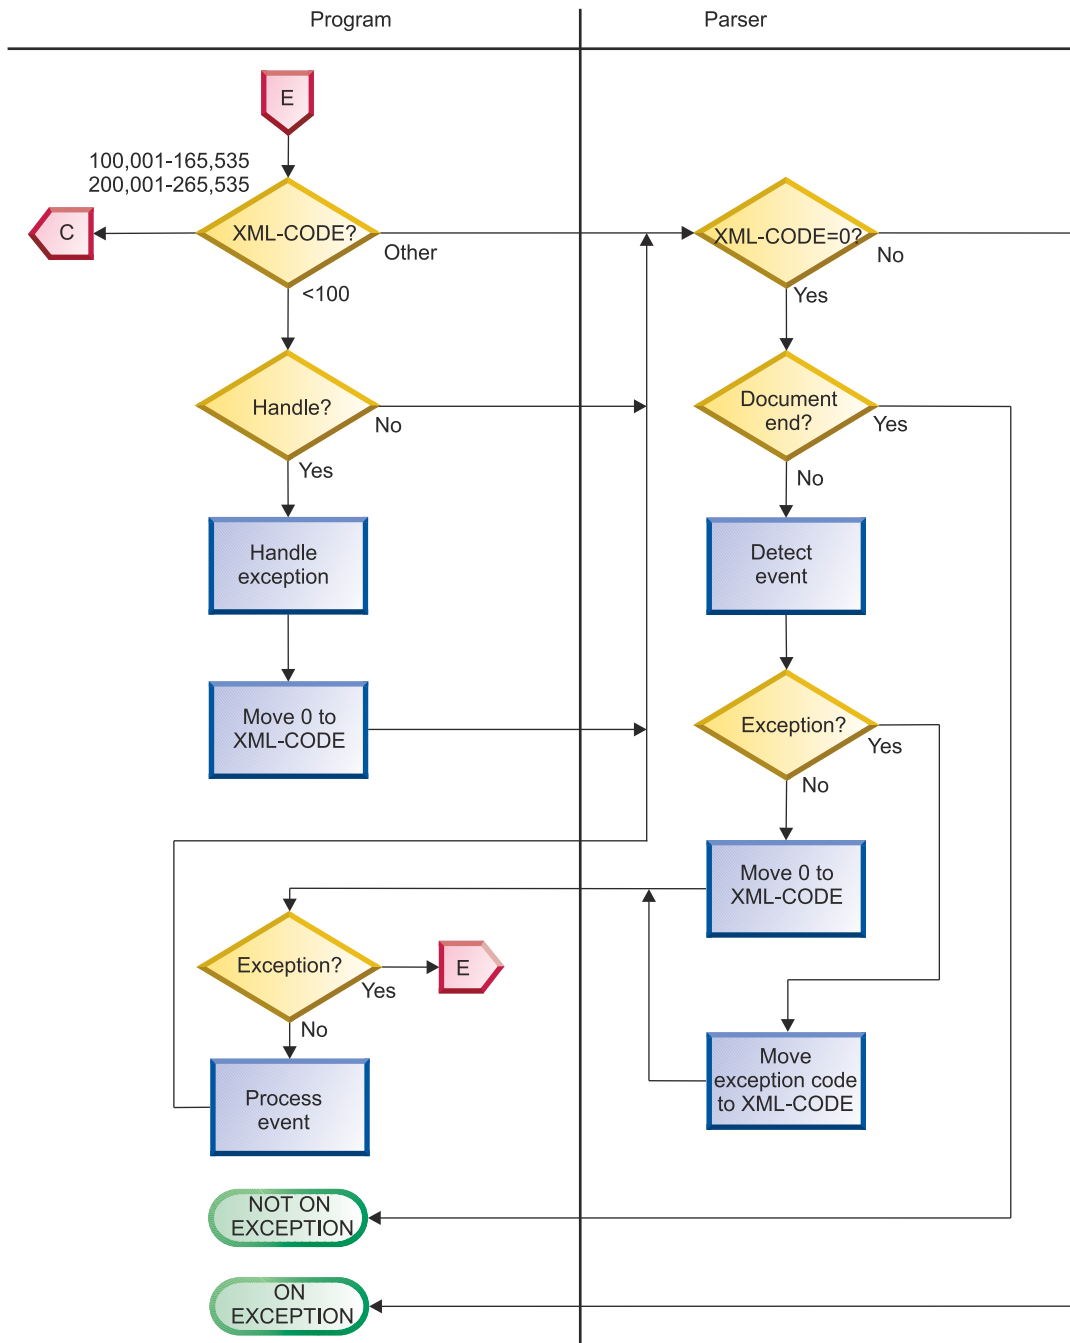 Program
Parser
E
100,001-165,535
200,001-265,535
C
XML-CODE?
Other
<100
XML-CODE=0?
No
Yes
Handle?
No
Yes
Document
end?
Yes
No
Handle
exception
Detect
event
Move 0 to
XML-CODE
Exception?
Yes
No
Move 0 to
XML-CODE
Exception?
Yes
E
No
Process
event
Move
exception code
to XML-CODE
NOT ON
EXCEPTION
ON
EXCEPTION